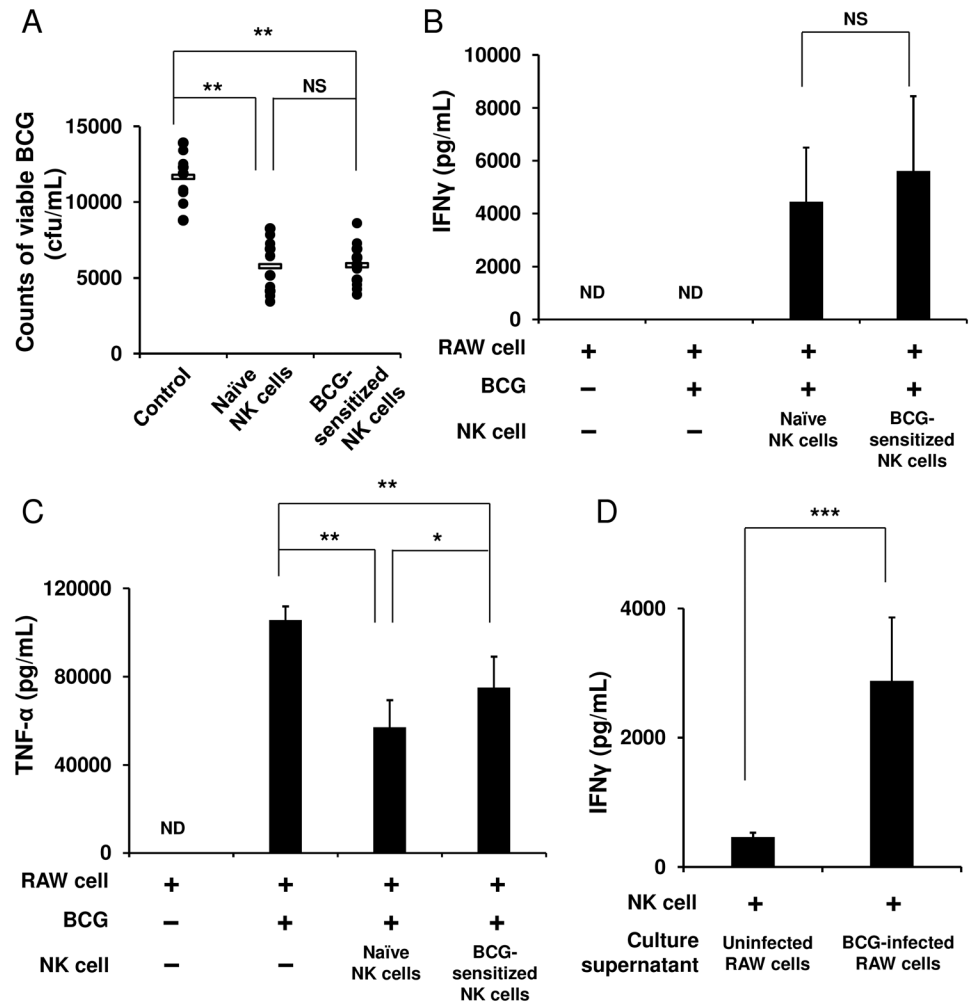 A
**
** NS
Counts of viable BCG
(cfu/mL)
15000
10000
5000
0
Control
Naïve
NK cells
BCG-
sensitized
NK cells
B
NS
IFNγ (pg/mL)
10000
8000
6000
4000
2000
0
ND ND
RAW cell + + + +
BCG − + + +
NK cell − − Naïve
NK cells BCG-
sensitized
NK cells
C
**
** *
TNF-α (pg/mL)
120000
80000
40000
0
ND
RAW cell + + + +
BCG − + + +
NK cell − − Naïve
NK cells BCG-
sensitized
NK cells
D
***
IFNγ (pg/mL)
4000
2000
0
NK cell + +
Culture
supernatant
Uninfected
RAW cells
BCG-infected
RAW cells